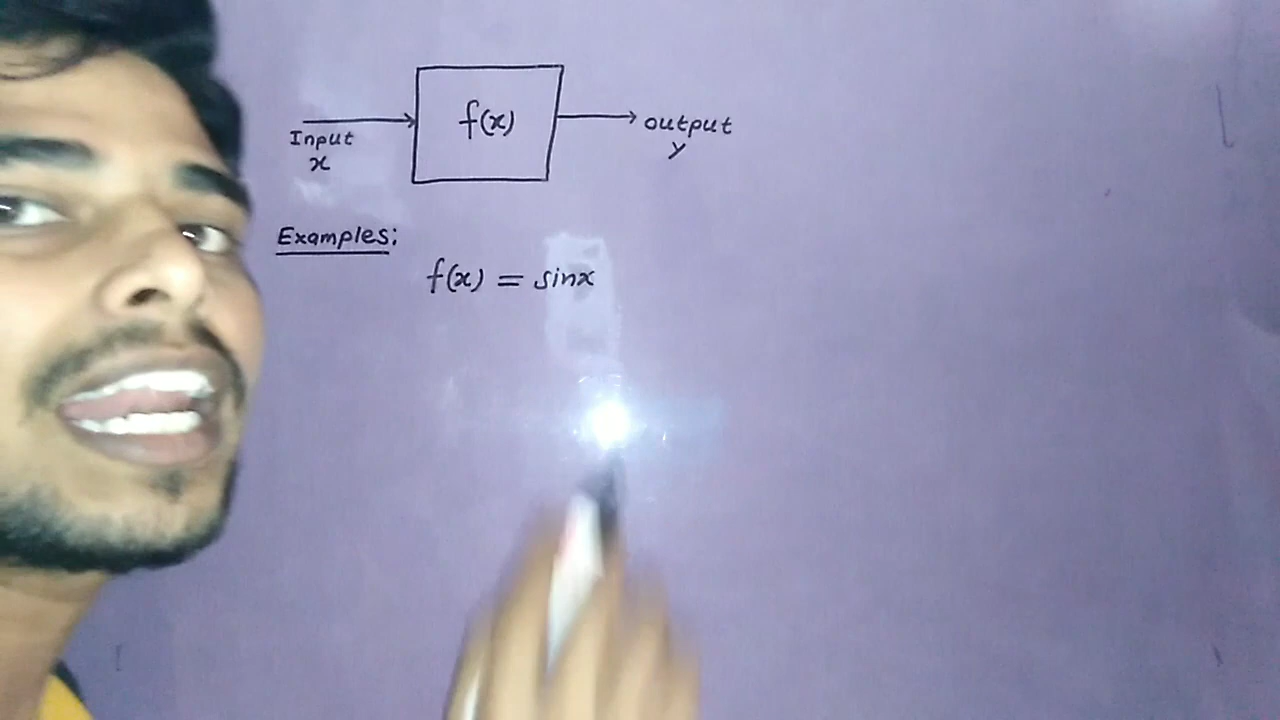 f(x)
Input
x
output
y
Examples:
f(x) = sinx